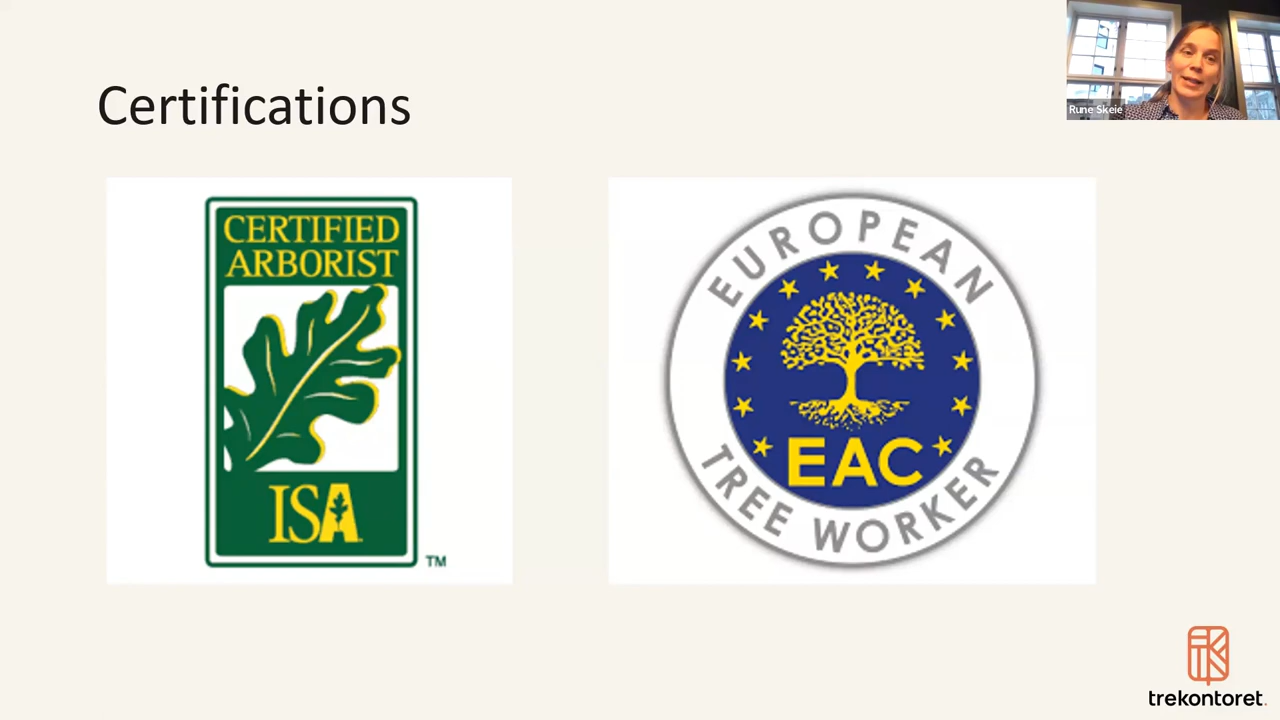 Certifications
Rune Skeie
CERTIFIED
ARBORIST
ISA
TM
EUROPEAN
EAC
TREE WORKER
trekontoret.